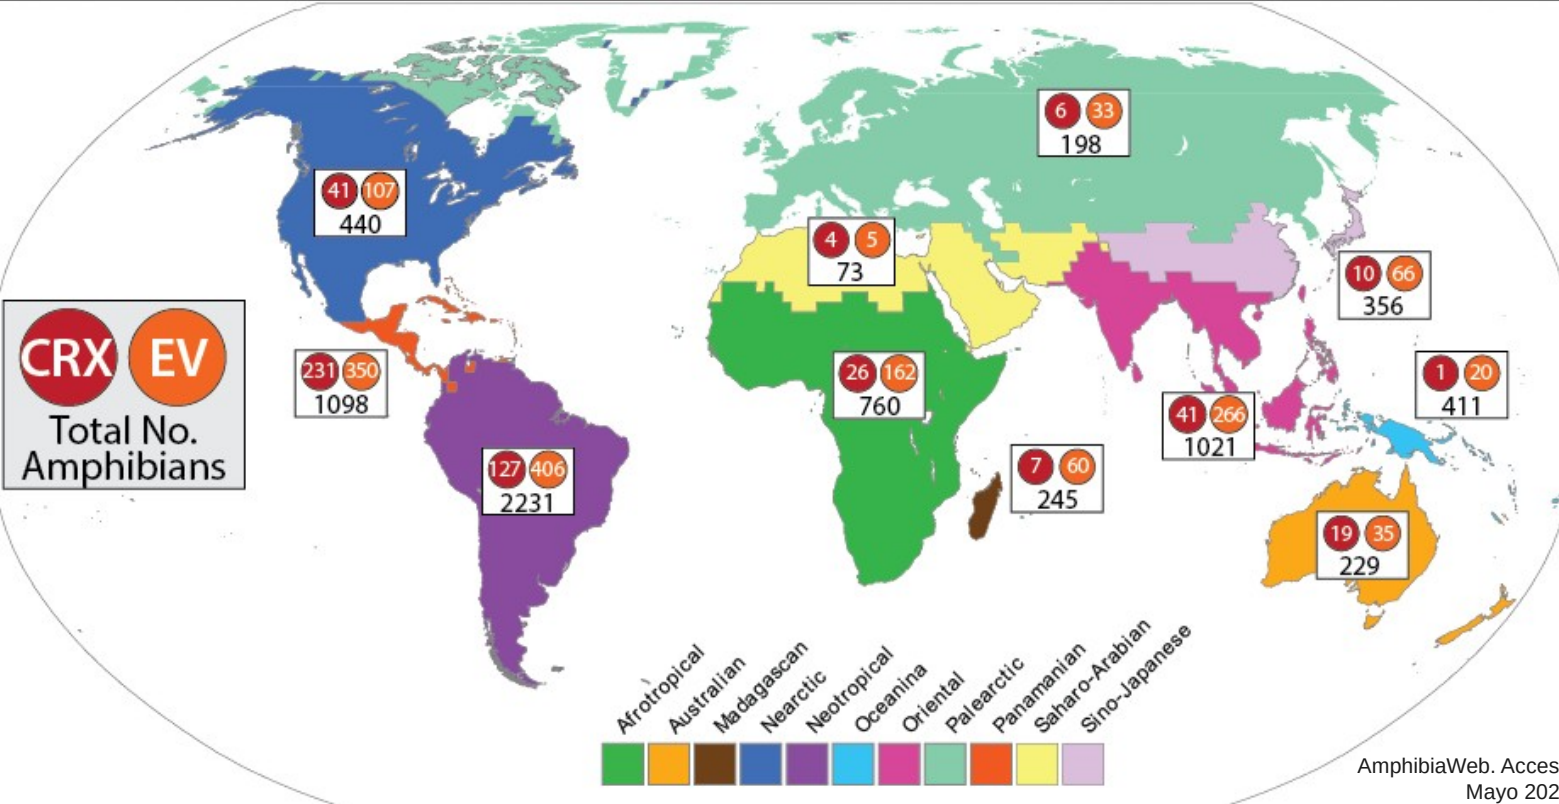 6 33
198
41 107
440
4 5
73
10 66
356
CRX EV
Total No.
Amphibians
231 350
1098
26 162
760
1 20
411
41 266
1021
127 406
2231
7 60
245
19 35
229
Afrotropical
Australian
Madagascan
Nearctic
Neotropical
Oceanina
Oriental
Palearctic
Panamanian
Saharo-Arabian
Sino-Japanese
AmphibiaWeb. Acces
Mayo 202